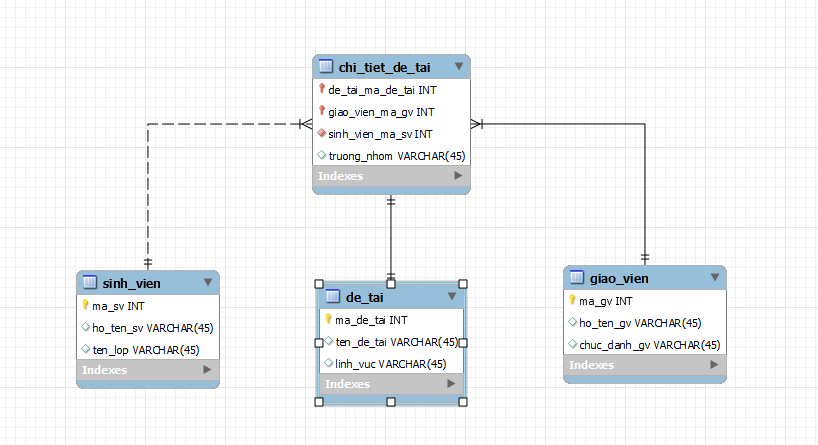 chi_tiet_de_tai
de_tai_ma_de_tai INT
giao_vien_ma_gv INT
sinh_vien_ma_sv INT
truong_nhom VARCHAR(45)
Indexes
sinh_vien
ma_sv INT
ho_ten_sv VARCHAR(45)
ten_lop VARCHAR(45)
Indexes
de_tai
ma_de_tai INT
ten_de_tai VARCHAR(45)
linh_vuc VARCHAR(45)
Indexes
giao_vien
ma_gv INT
ho_ten_gv VARCHAR(45)
chuc_danh_gv VARCHAR(45)
Indexes